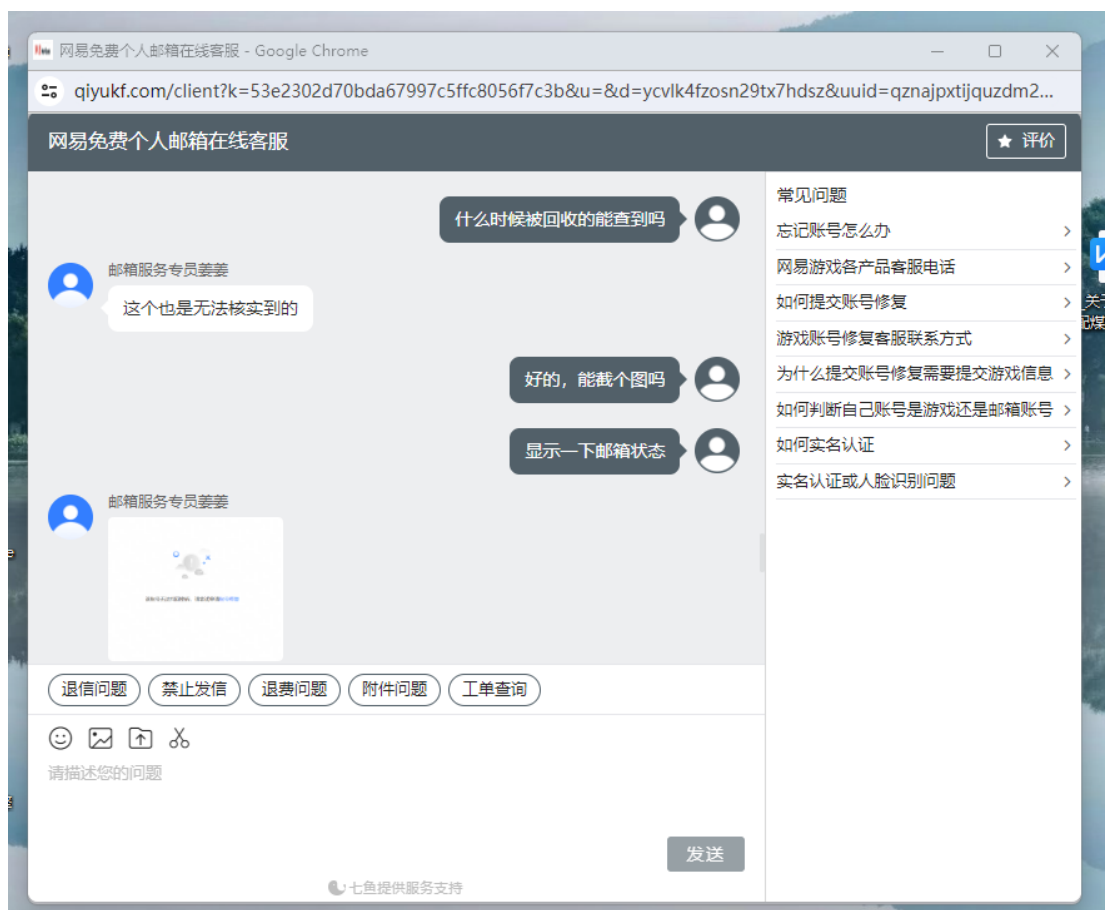 网易免费个人邮箱在线客服 - Google Chrome
qiyukf.com/client?k=53e2302d70bda67997c5ffc8056f7c3b&u=&d=ycvlk4fzosn29tx7hdsz&uuid=qznajpxtijquzdm2...
网易免费个人邮箱在线客服
评价
什么时候被回收的能查到吗
邮箱服务专员姜姜
这个也是无法核实到的
好的，能截个图吗
显示一下邮箱状态
邮箱服务专员姜姜
退信问题
禁止发信
退费问题
附件问题
工单查询
请描述您的问题
发送
七鱼提供服务支持
常见问题
忘记账号怎么办
网易游戏各产品客服电话
如何提交账号修复
游戏账号修复客服联系方式
为什么提交账号修复需要提交游戏信息
如何判断自己账号是游戏还是邮箱账号
如何实名认证
实名认证或人脸识别问题